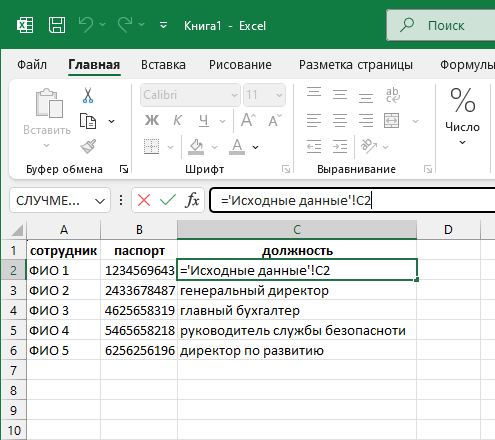 Книга1 - Excel
Поиск
Файл Главная Вставка Рисование Разметка страницы Формулы
Вставить
Calibri 11
Ж К Ч
Число
Буфер обмена Шрифт Выравнивание
СЛУЧМЕ... ='Исходные данные'!C2
A B C D
1 сотрудник паспорт должность
2 ФИО 1 1234569643 ='Исходные данные'!C2
3 ФИО 2 2433678487 генеральный директор
4 ФИО 3 4625658319 главный бухгалтер
5 ФИО 4 5465658218 руководитель службы безопасноти
6 ФИО 5 6256256196 директор по развитию
7
8
9
10